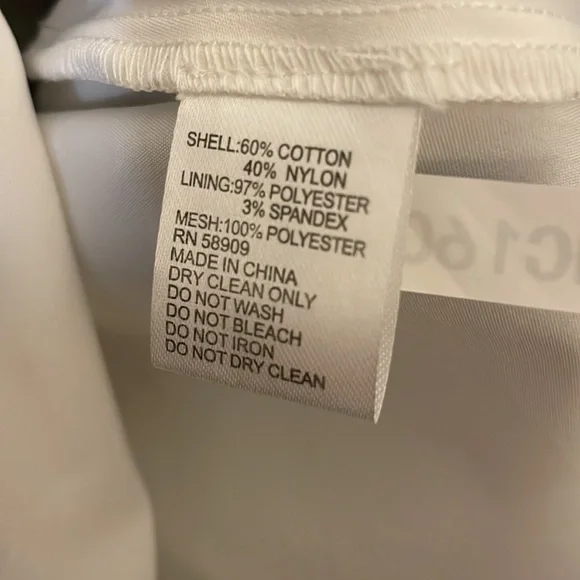 SHELL:60% COTTON
40% NYLON
LINING:97% POLYESTER
3% SPANDEX
MESH:100% POLYESTER
RN 58909
MADE IN CHINA
DRY CLEAN ONLY
DO NOT WASH
DO NOT BLEACH
DO NOT IRON
DO NOT DRY CLEAN